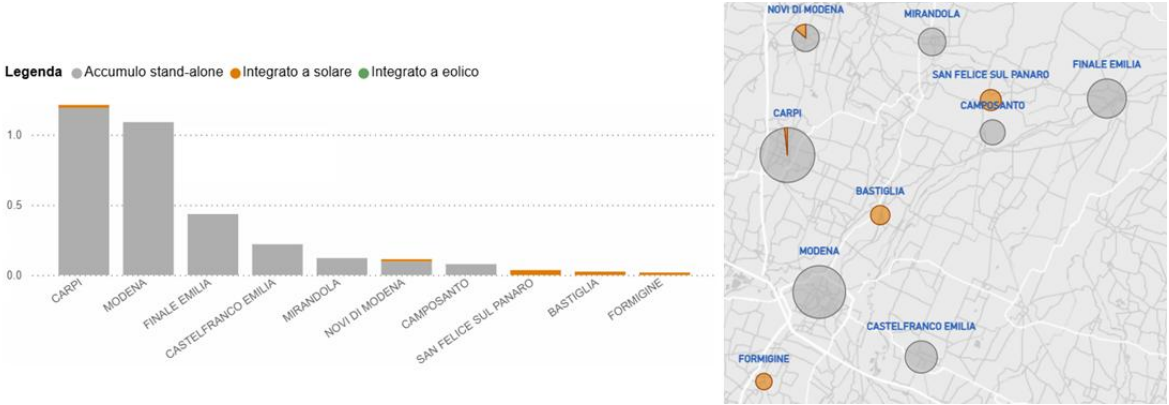 Legenda Accumulo stand-alone Integrato a solare Integrato a eolico
1.0
0.5
0.0
CARPI
MODENA
FINALE EMILIA
CASTELFRANCO EMILIA
MIRANDOLA
NOVI DI MODENA
CAMPOSANTO
SAN FELICE SUL PANARO
BASTIGLIA
FORMIGINE
NOVI DI MODENA
MIRANDOLA
FINALE EMILIA
SAN FELICE SUL PANARO
CAMPOSANTO
CARPI
BASTIGLIA
MODENA
CASTELFRANCO EMILIA
FORMIGINE